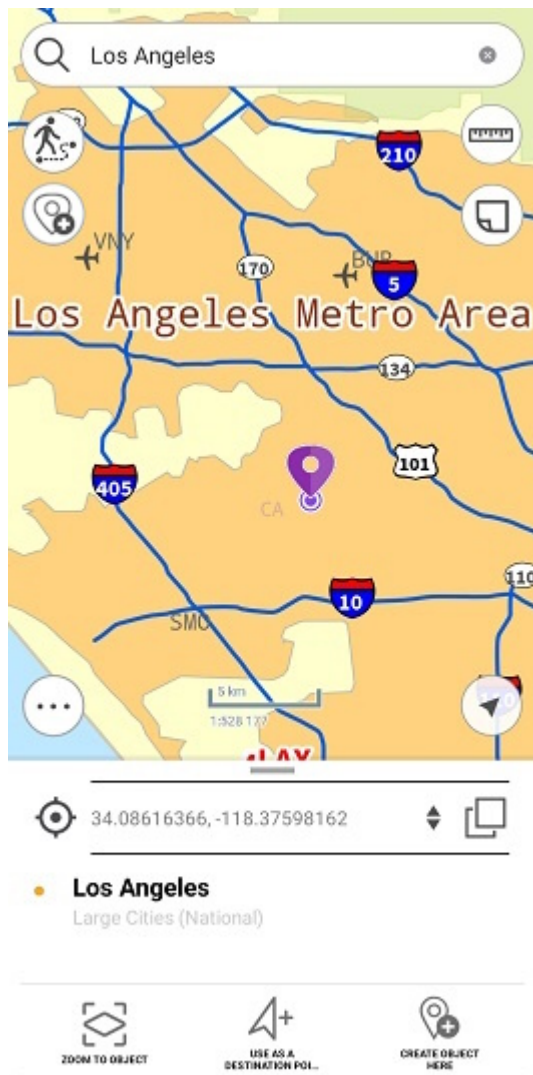 Los Angeles
210
VNY
170
BUR
5
Los Angeles Metro Area
134
101
405
CA
110
10
SMO
5 km
1:528 177
110
LAX
34.08616366, -118.37598162
Los Angeles
Large Cities (National)
ZOOM TO OBJECT
USE AS A
DESTINATION POI...
CREATE OBJECT
HERE